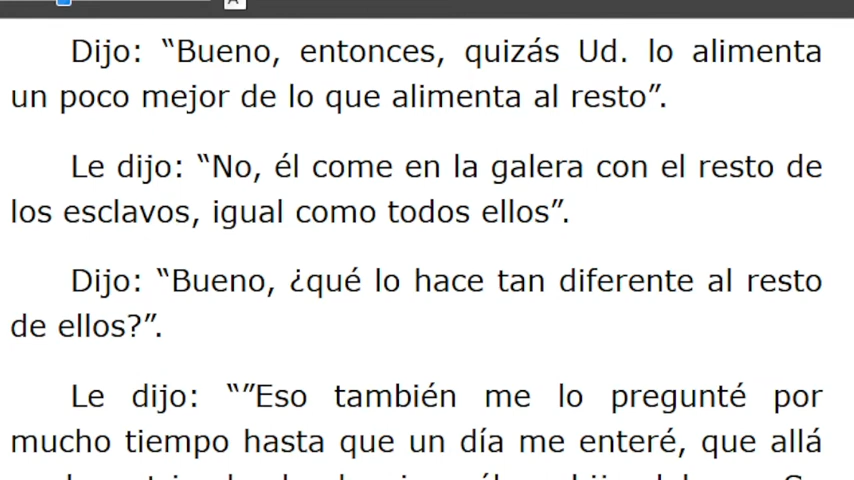 Dijo: “Bueno, entonces, quizás Ud. lo alimenta
un poco mejor de lo que alimenta al resto”.
Le dijo: “No, él come en la galera con el resto de
los esclavos, igual como todos ellos”.
Dijo: “Bueno, ¿qué lo hace tan diferente al resto
de ellos?”.
Le dijo: “”Eso también me lo pregunté por
mucho tiempo hasta que un día me enteré, que allá